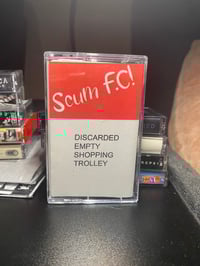 Scum F.C!
DISCARDED
EMPTY
SHOPPING
TROLLEY